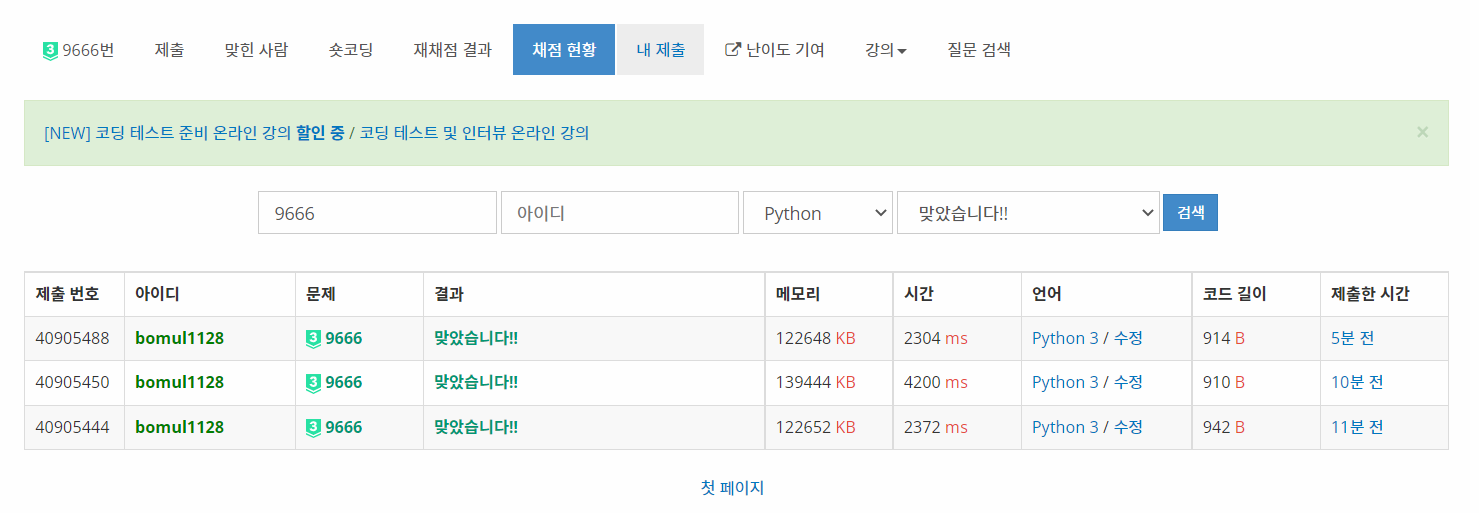 3 9666번 제출 맞힌 사람 숏코딩 재채점 결과 채점 현황 내 제출 난이도 기여 강의 질문 검색
[NEW] 코딩 테스트 준비 온라인 강의 할인 중 / 코딩 테스트 및 인터뷰 온라인 강의 ×
9666 아이디 Python 맞았습니다!! 검색
제출 번호 아이디 문제 결과 메모리 시간 언어 코드 길이 제출한 시간
40905488 bomul1128 3 9666 맞았습니다!! 122648 KB 2304 ms Python 3 / 수정 914 B 5분 전
40905450 bomul1128 3 9666 맞았습니다!! 139444 KB 4200 ms Python 3 / 수정 910 B 10분 전
40905444 bomul1128 3 9666 맞았습니다!! 122652 KB 2372 ms Python 3 / 수정 942 B 11분 전
첫 페이지